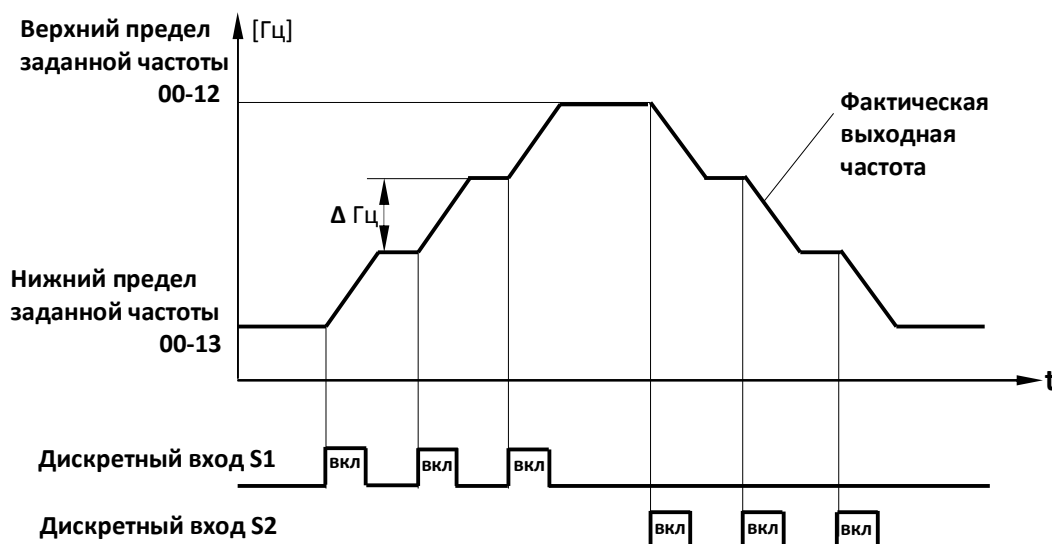 Верхний предел
заданной частоты
00-12
[Гц]
Фактическая
выходная
частота
Δ Гц
Нижний предел
заданной частоты
00-13
t
Дискретный вход S1
вкл
вкл
вкл
Дискретный вход S2
вкл
вкл
вкл